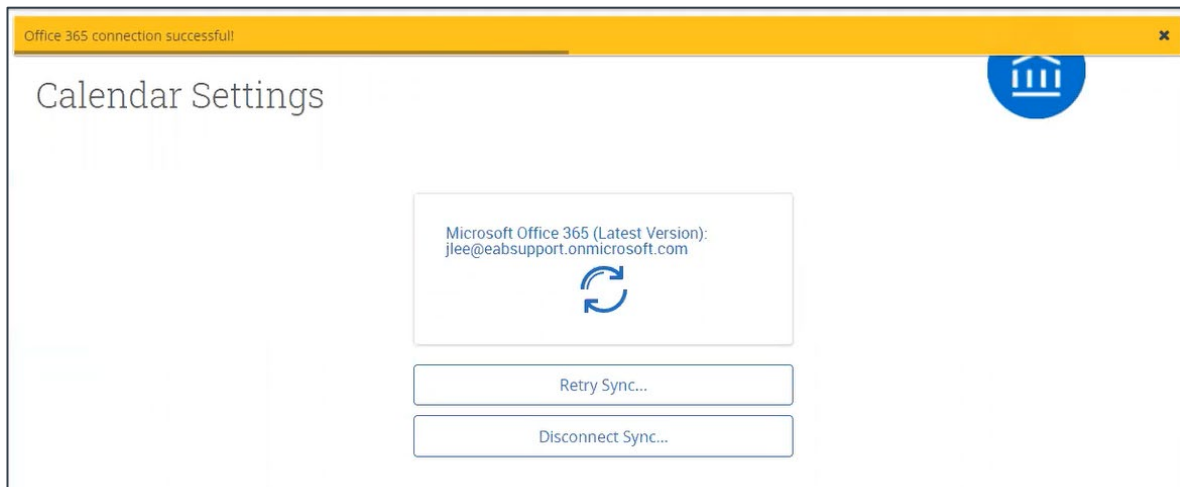 Office 365 connection successful!
Calendar Settings
Microsoft Office 365 (Latest Version):
jlee@eabsupport.onmicrosoft.com
Retry Sync...
Disconnect Sync...